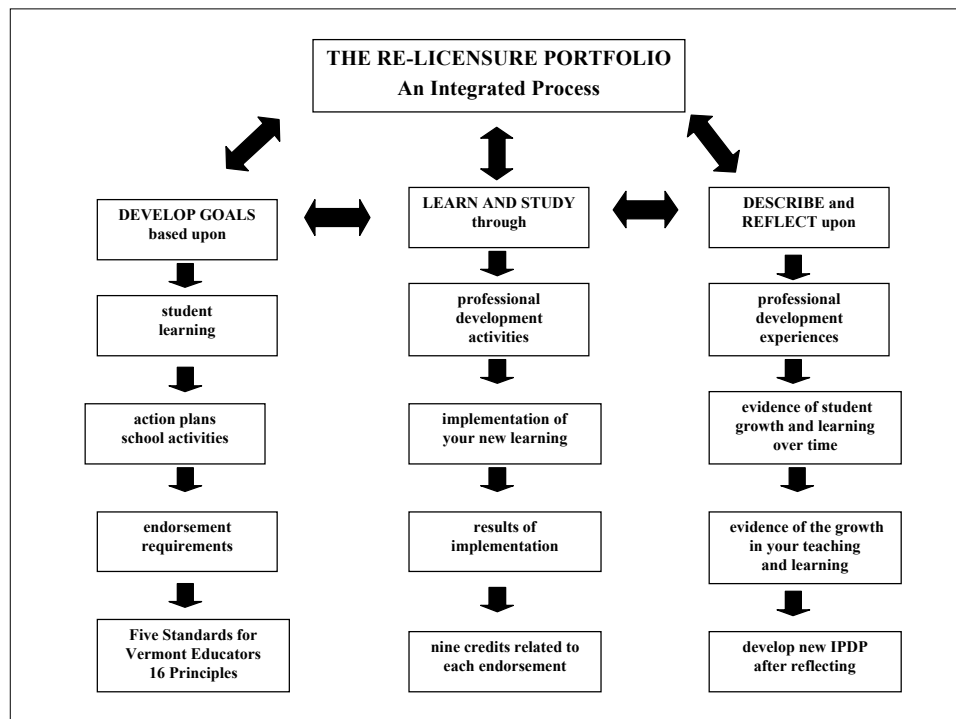 THE RE-LICENSURE PORTFOLIO
An Integrated Process
DEVELOP GOALS
based upon
student
learning
action plans
school activities
endorsement
requirements
Five Standards for
Vermont Educators
16 Principles
LEARN AND STUDY
through
professional
development
activities
implementation of
your new learning
results of
implementation
nine credits related to
each endorsement
DESCRIBE and
REFLECT upon
professional
development
experiences
evidence of student
growth and learning
over time
evidence of the growth
in your teaching
and learning
develop new IPDP
after reflecting